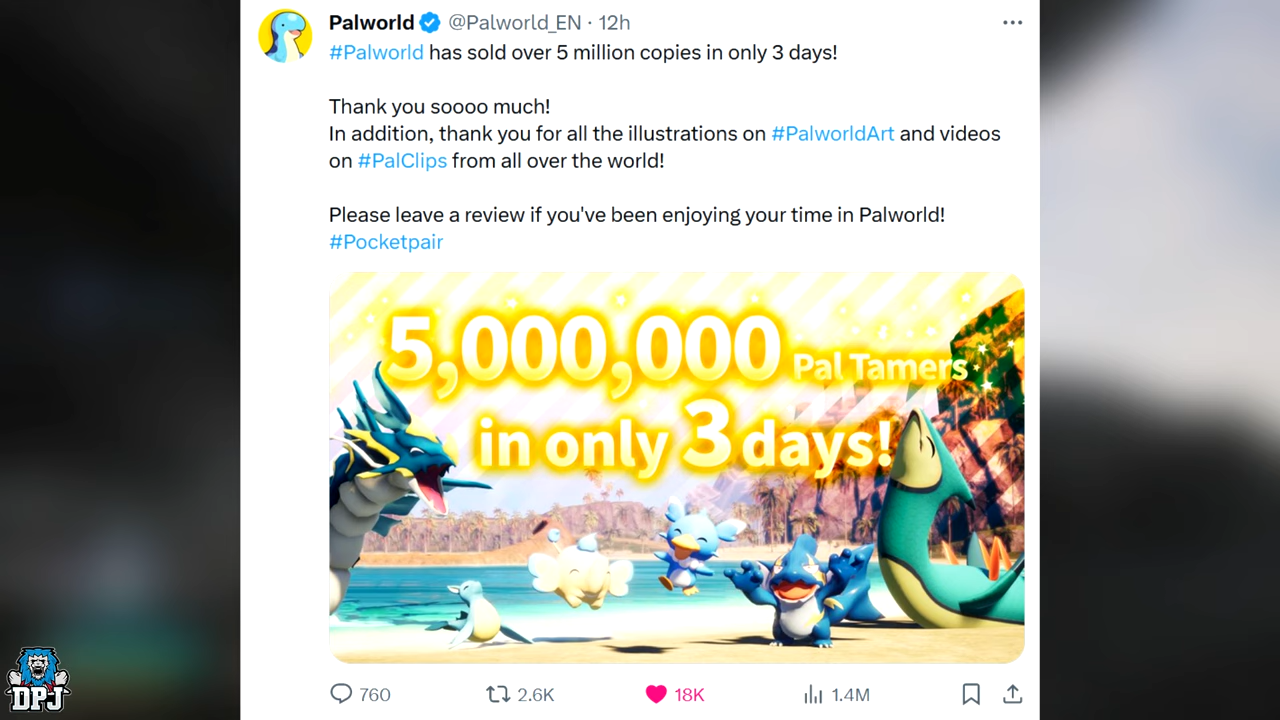 Palworld @Palworld_EN · 12h
#Palworld has sold over 5 million copies in only 3 days!
Thank you soooo much!
In addition, thank you for all the illustrations on #PalworldArt and videos
on #PalClips from all over the world!
Please leave a review if you've been enjoying your time in Palworld!
#Pocketpair
5,000,000 Pal Tamers
in only 3 days!
760 2.6K 18K 1.4M
DPJ